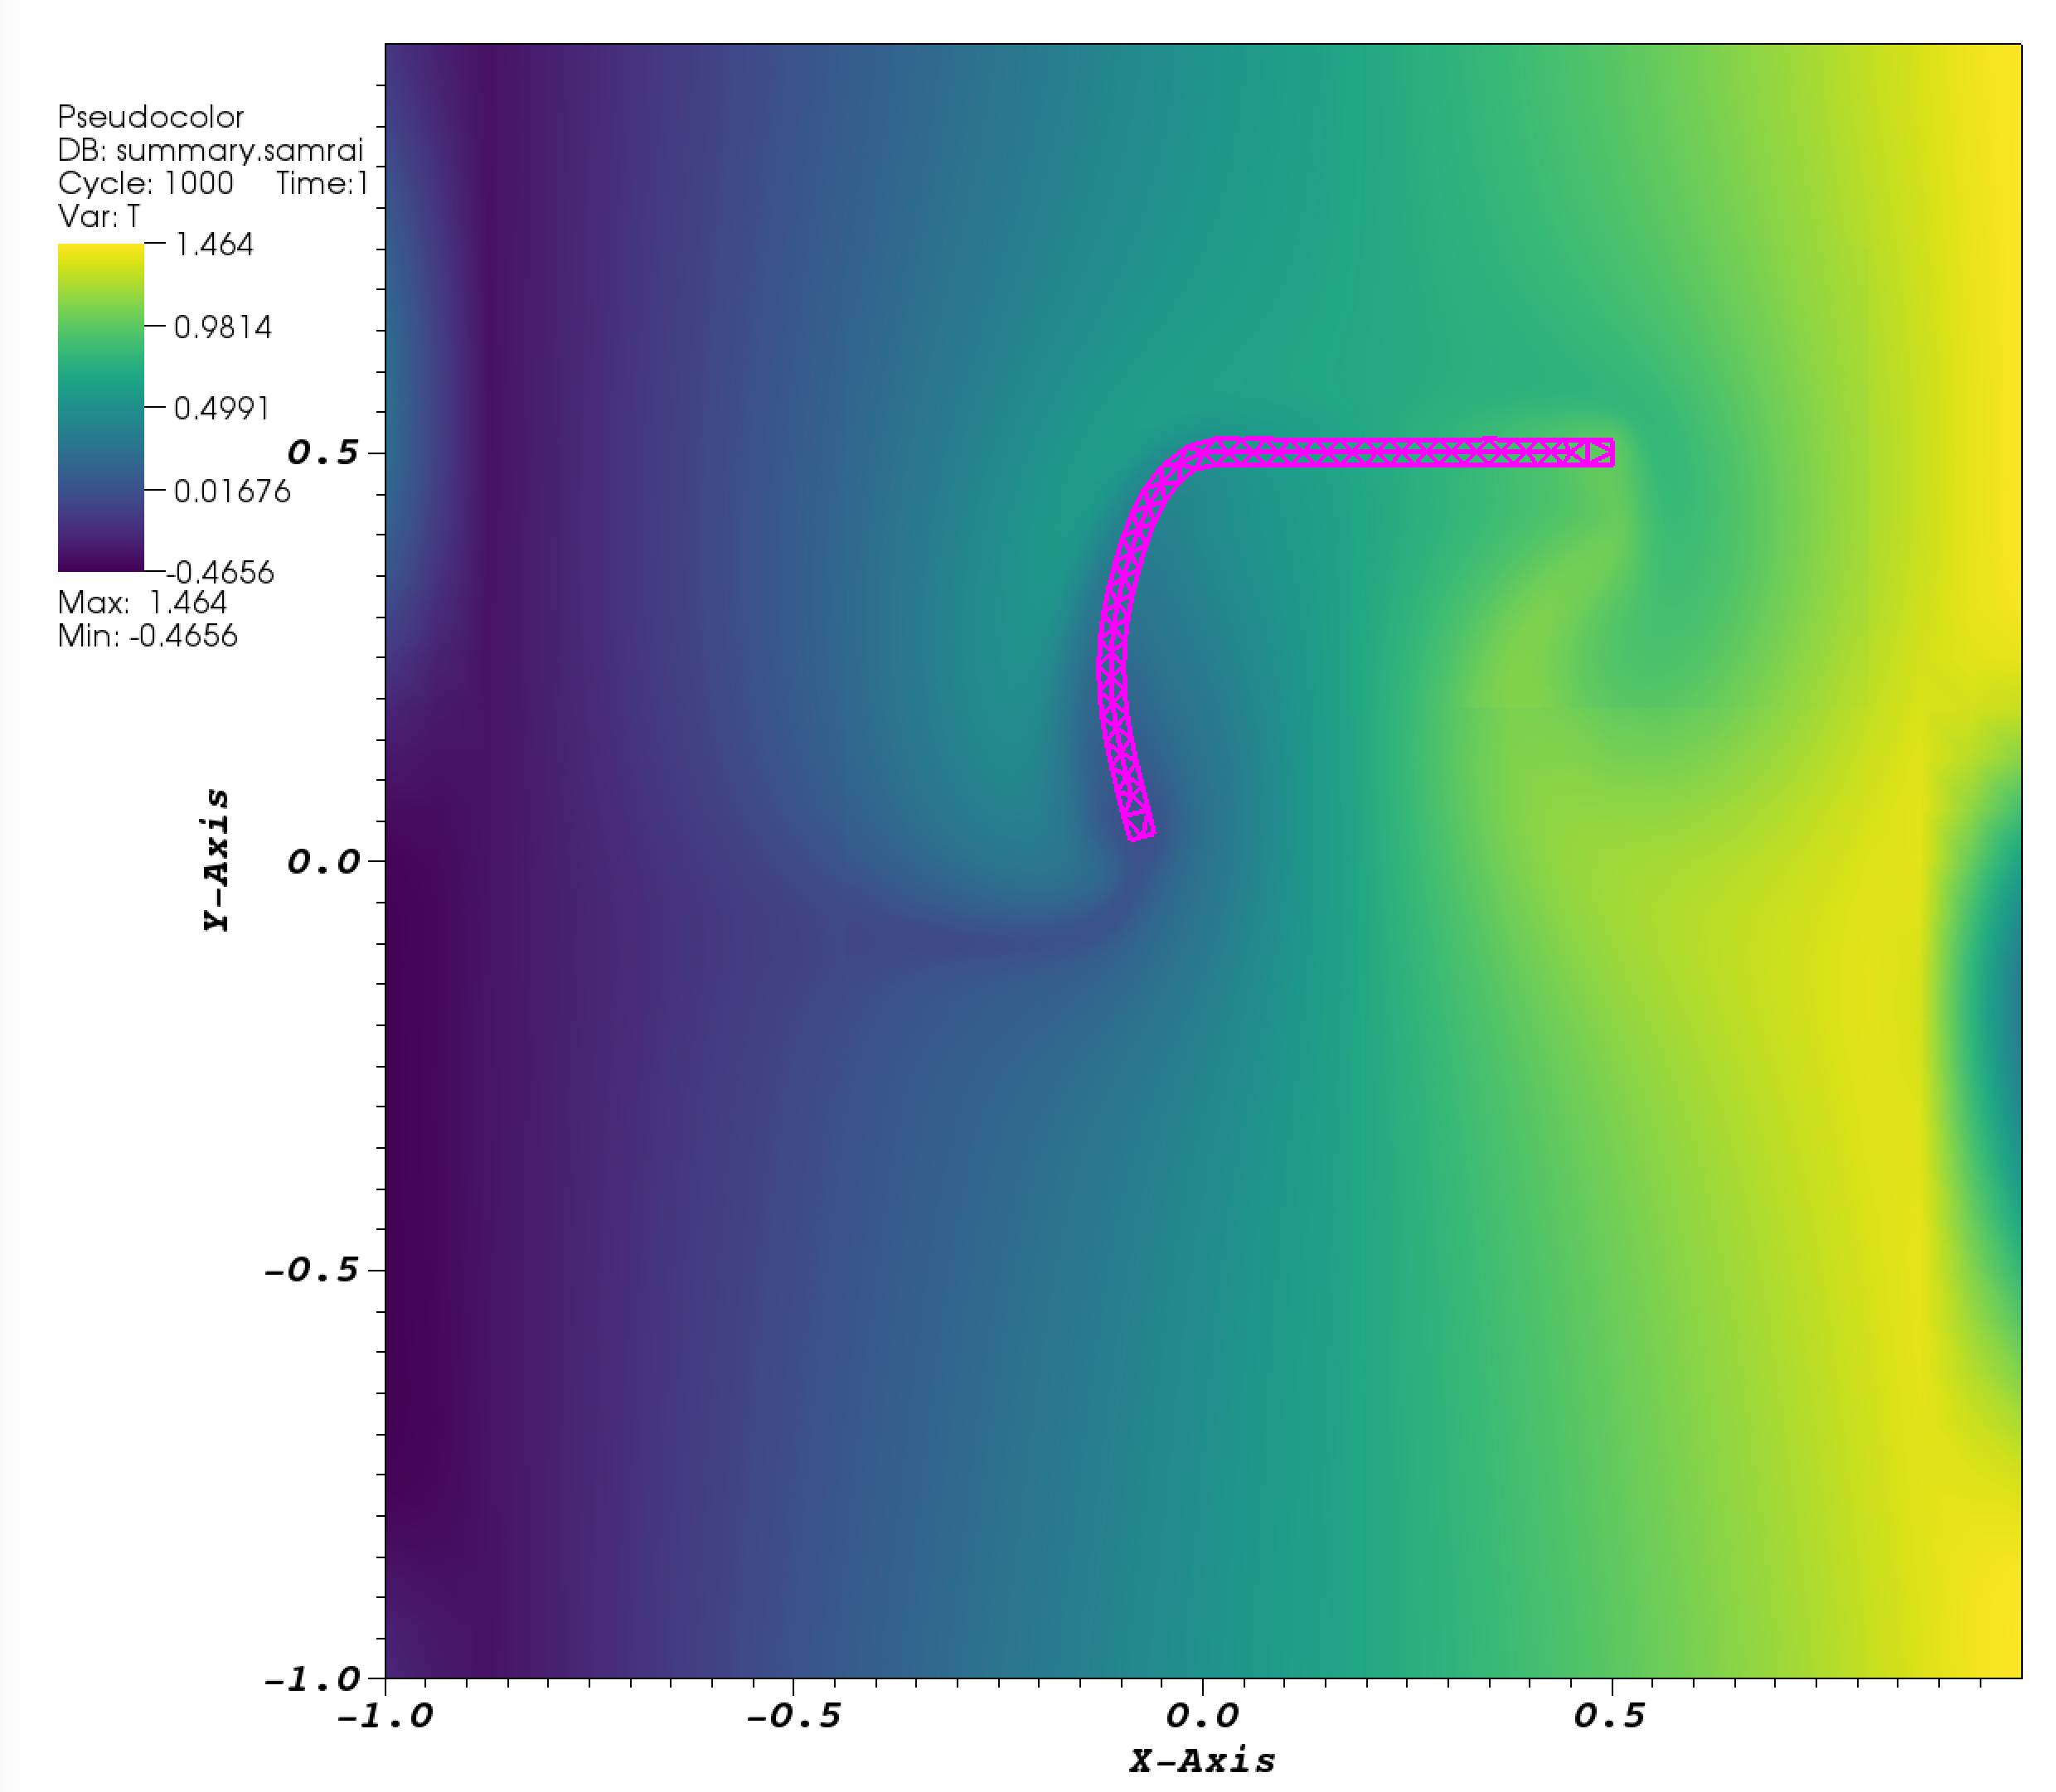 Pseudocolor
DB: summary.samrai
Cycle: 1000 Time:1
Var: T
1.464
0.9814
0.4991
0.01676
-0.4656
Max: 1.464
Min: -0.4656
0.5
0.0
-0.5
-1.0
Y-Axis
-1.0 -0.5 0.0 0.5
X-Axis